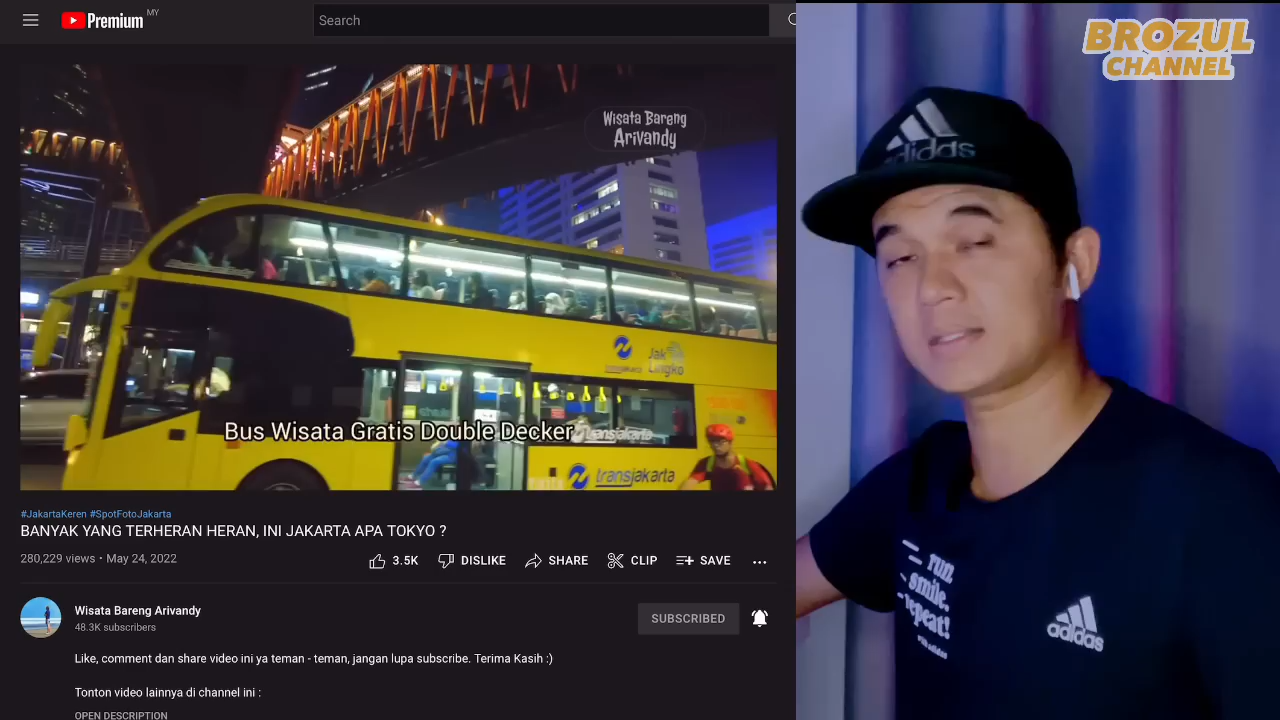 Premium MY
Search
BROZUL
CHANNEL
Wisata Bareng
Arivandy
adidas
Jak
Lingko
Bus Wisata Gratis Double Decker
transjakarta
transjakarta
#JakartaKeren #SpotFotoJakarta
BANYAK YANG TERHERAN HERAN, INI JAKARTA APA TOKYO ?
280,229 views • May 24, 2022
3.5K
DISLIKE
SHARE
CLIP
SAVE
Wisata Bareng Arivandy
48.3K subscribers
SUBSCRIBED
Like, comment dan share video ini ya teman - teman, jangan lupa subscribe. Terima Kasih :)
Tonton video lainnya di channel ini :
OPEN DESCRIPTION
run.
smile.
repeat!
adidas